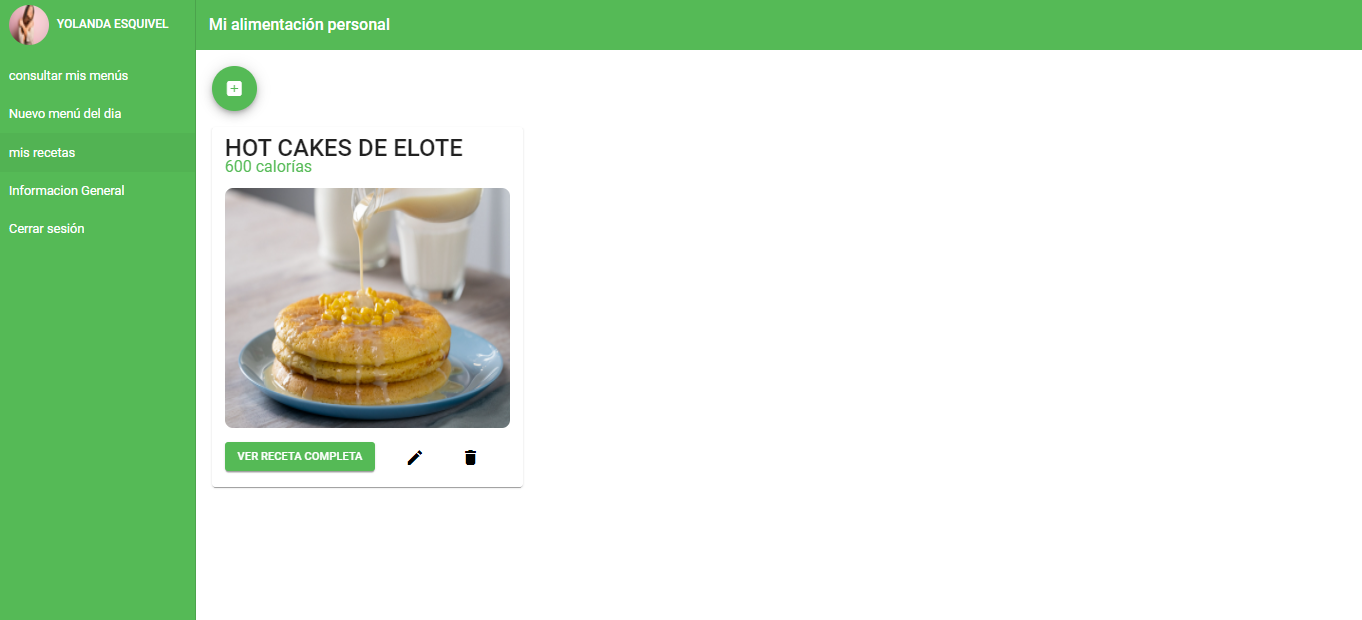 YOLANDA ESQUIVEL
Mi alimentación personal
consultar mis menús
Nuevo menú del dia
mis recetas
Informacion General
Cerrar sesión
HOT CAKES DE ELOTE
600 calorías
VER RECETA COMPLETA